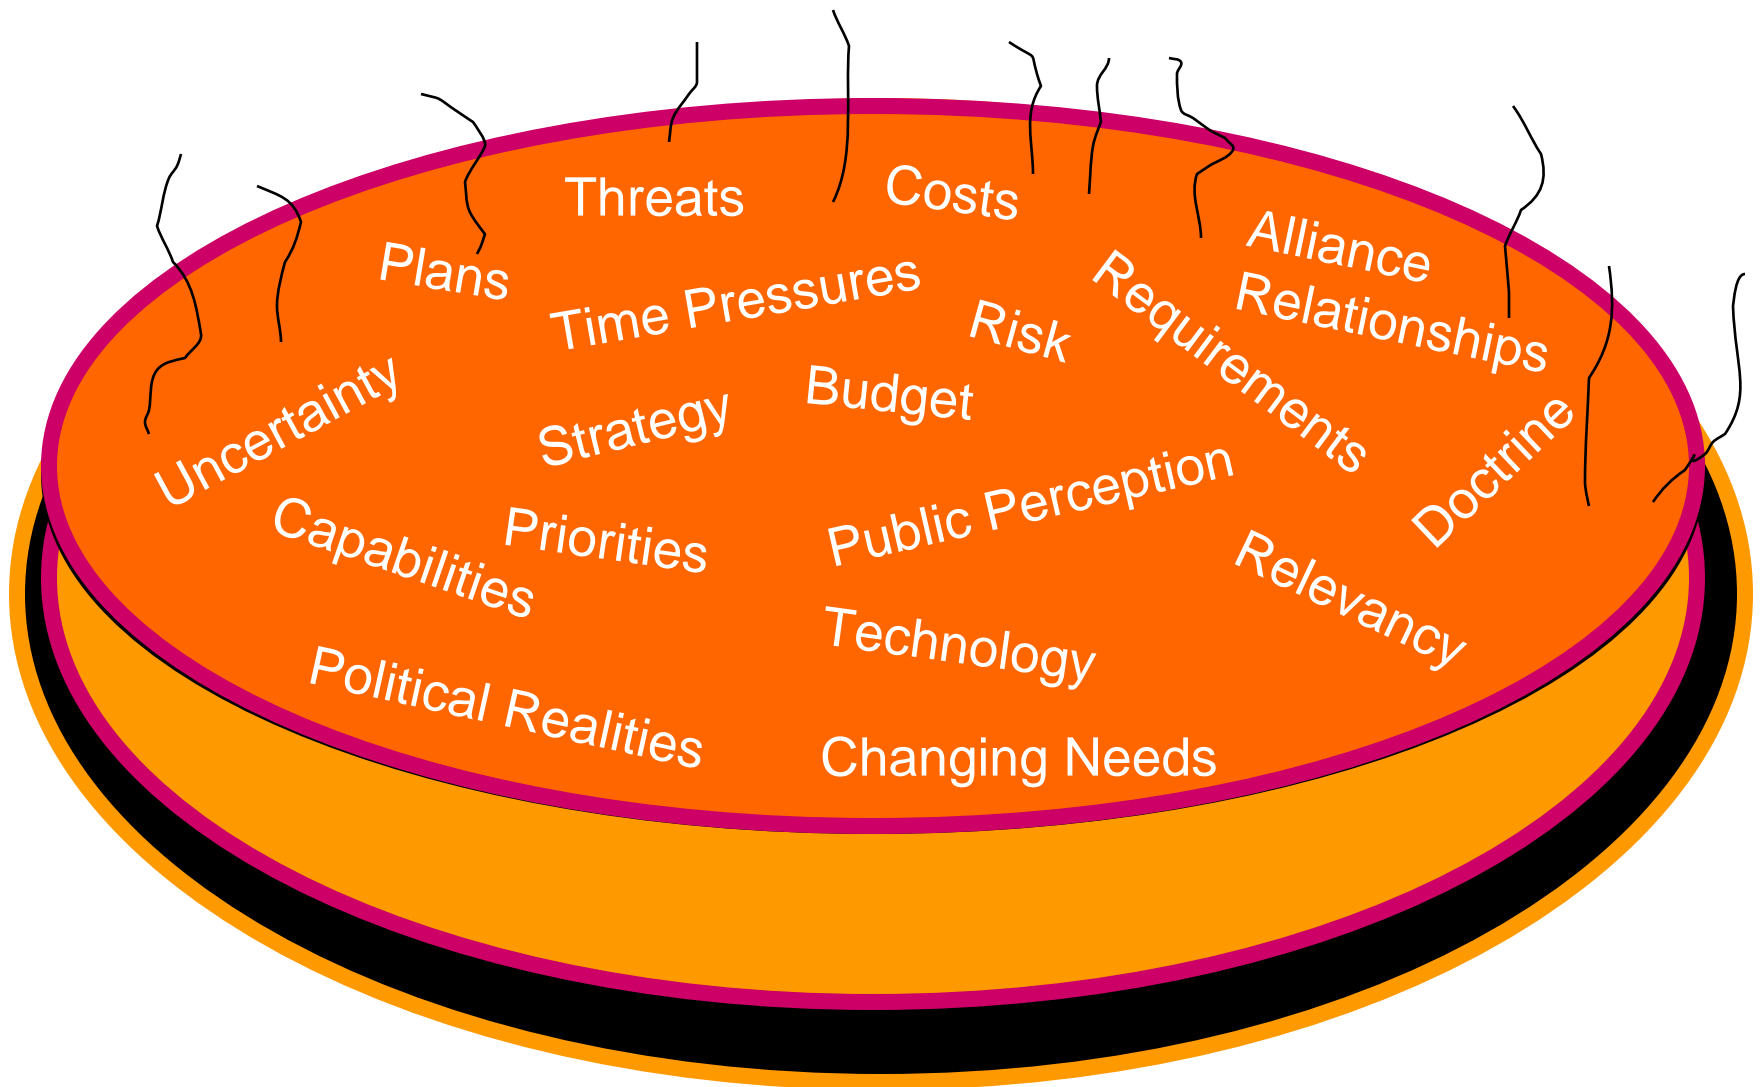 Threats
Costs
Alliance
Relationships
Plans
Time Pressures
Risk
Requirements
Uncertainty
Strategy
Budget
Doctrine
Capabilities
Priorities
Public Perception
Relevancy
Technology
Political Realities
Changing Needs